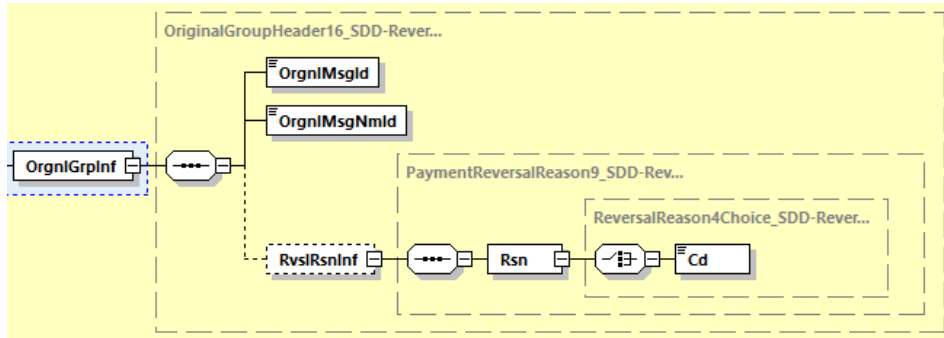 OriginalGroupHeader16_SDD-Rever...
OrgnlMsgId
OrgnlMsgNmId
OrgnlGrpInf
PaymentReversalReason9_SDD-Rev...
ReversalReason4Choice_SDD-Rever...
RvslRsnInf
Rsn
Cd